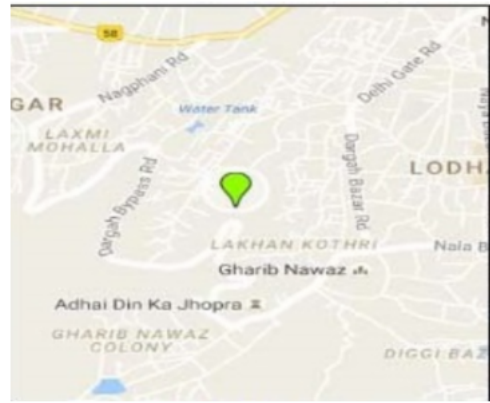 58
Nagphani Rd
Delhi Gate Rd
GAR
Water Tank
LAXMI
MOHALLA
Dargah Bypass Rd
Dargah Bazar Rd
LODH
LAKHAN KOTHRI
Nala B
Gharib Nawaz
Adhai Din Ka Jhopra
GHARIB NAWAZ
COLONY
DIGGI BAZ